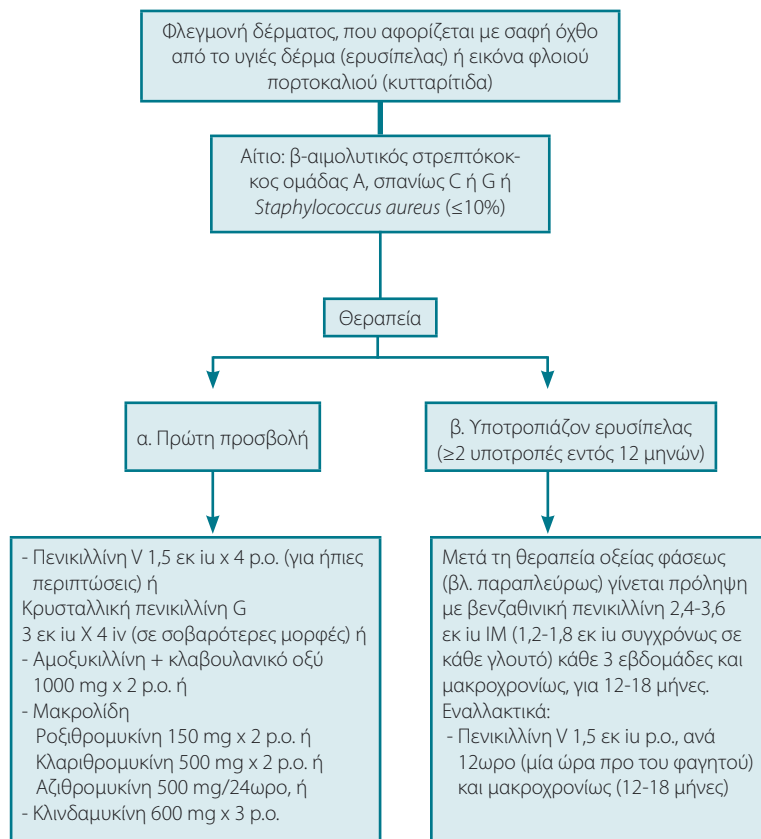 Φλεγμονή δέρματος, που αφορίζεται με σαφή όχθο
από το υγιές δέρμα (ερυσίπελας) ή εικόνα φλοιού
πορτοκαλιού (κυτταρίτιδα)
Αίτιο: β-αιμολυτικός στρεπτόκοκ-
κος ομάδας Α, σπανίως C ή G ή
Staphylococcus aureus (≤10%)
Θεραπεία
α. Πρώτη προσβολή
β. Υποτροπιάζον ερυσίπελας
(≥2 υποτροπές εντός 12 μηνών)
- Πενικιλλίνη V 1,5 εκ iu x 4 p.o. (για ήπιες
περιπτώσεις) ή
Κρυσταλλική πενικιλλίνη G
3 εκ iu X 4 iv (σε σοβαρότερες μορφές) ή
- Αμοξυκιλλίνη + κλαβουλανικό οξύ
1000 mg x 2 p.o. ή
- Μακρολίδη
Ροξιθρομυκίνη 150 mg x 2 p.o. ή
Κλαριθρομυκίνη 500 mg x 2 p.o. ή
Αζιθρομυκίνη 500 mg/24ωρο, ή
- Κλινδαμυκίνη 600 mg x 3 p.o.
Μετά τη θεραπεία οξείας φάσεως
(βλ. παραπλεύρως) γίνεται πρόληψη
με βενζαθινική πενικιλλίνη 2,4-3,6
εκ iu IM (1,2-1,8 εκ iu συγχρόνως σε
κάθε γλουτό) κάθε 3 εβδομάδες και
μακροχρονίως, για 12-18 μήνες.
Εναλλακτικά:
- Πενικιλλίνη V 1,5 εκ iu p.o., ανά
12ωρο (μία ώρα προ του φαγητού)
και μακροχρονίως (12-18 μήνες)